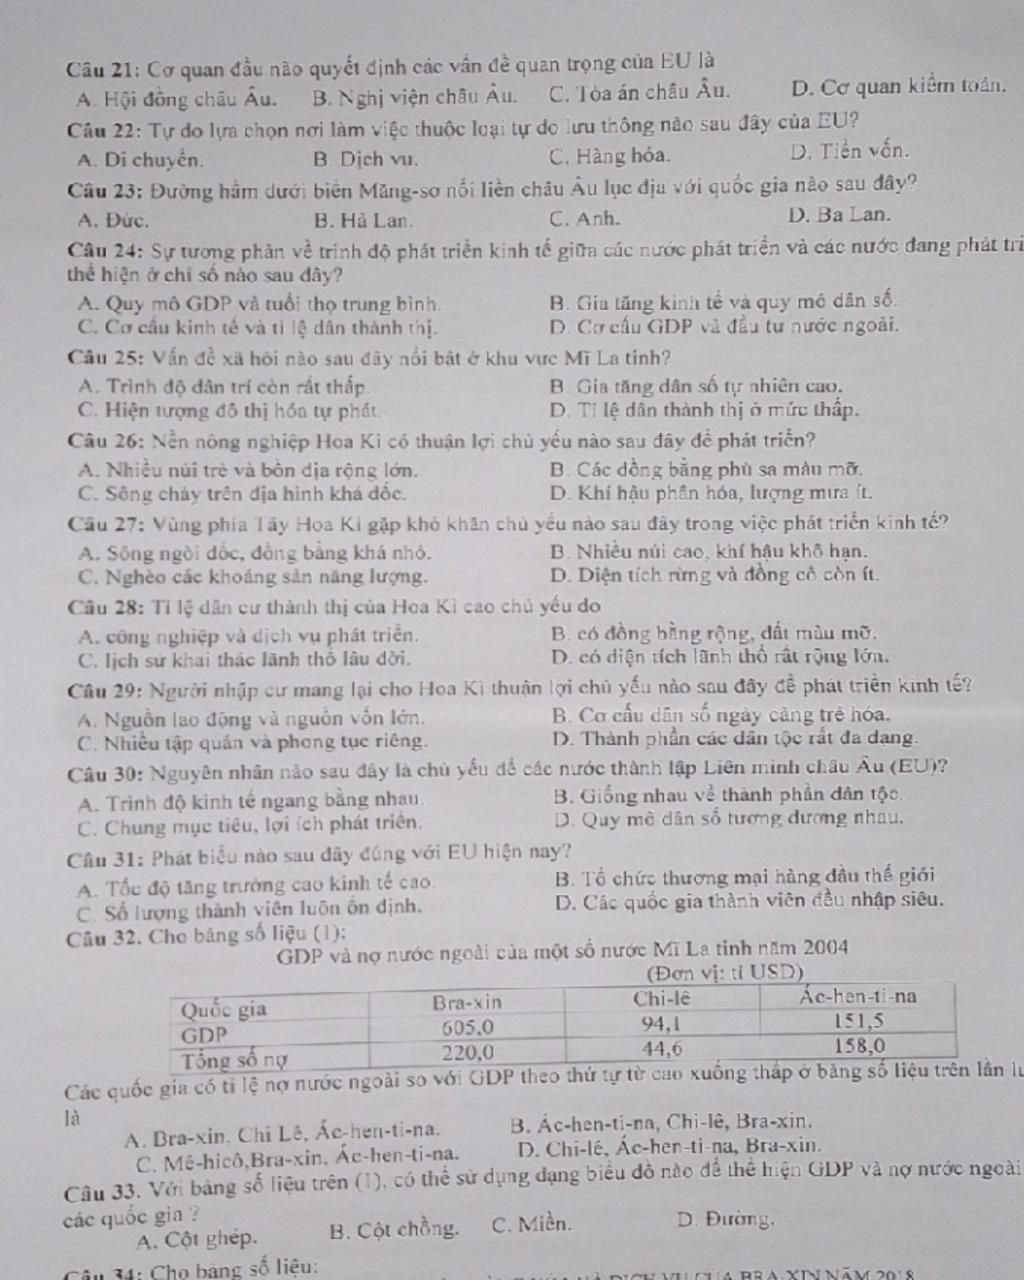 Câu 21: Cơ quan đầu não quyết định các vấn đề quan trọng của EU là
A. Hội đồng châu Âu. B. Nghị viện châu Âu. C. Tòa án châu Âu. D. Cơ quan kiểm toán.
Câu 22: Tự do lựa chọn nơi làm việc thuộc loại tự do lưu thông nào sau đây của EU?
A. Di chuyển. B. Dịch vụ. C. Hàng hóa. D. Tiền vốn.
Câu 23: Đường hầm dưới biển Măng-sơ nối liền châu Âu lục địa với quốc gia nào sau đây?
A. Đức. B. Hà Lan. C. Anh. D. Ba Lan.
Câu 24: Sự tương phản về trình độ phát triển kinh tế giữa các nước phát triển và các nước đang phát tri
thể hiện ở chỉ số nào sau đây?
A. Quy mô GDP và tuổi thọ trung bình. B. Gia tăng kinh tế và quy mô dân số.
C. Cơ cấu kinh tế và tỉ lệ dân thành thị. D. Cơ cấu GDP và đầu tư nước ngoài.
Câu 25: Vấn đề xã hội nào sau đây nổi bật ở khu vực Mĩ La tinh?
A. Trình độ dân trí còn rất thấp. B. Gia tăng dân số tự nhiên cao.
C. Hiện tượng đô thị hóa tự phát. D. Tỉ lệ dân thành thị ở mức thấp.
Câu 26: Nền nông nghiệp Hoa Kì có thuận lợi chủ yếu nào sau đây để phát triển?
A. Nhiều núi trẻ và bồn địa rộng lớn. B. Các đồng bằng phù sa màu mỡ.
C. Sông chảy trên địa hình khá dốc. D. Khí hậu phân hóa, lượng mưa ít.
Câu 27: Vùng phía Tây Hoa Kì gặp khó khăn chủ yếu nào sau đây trong việc phát triển kinh tế?
A. Sông ngòi dốc, đồng bằng khá nhỏ. B. Nhiều núi cao, khí hậu khô hạn.
C. Nghèo các khoáng sản năng lượng. D. Diện tích rừng và đồng cỏ còn ít.
Câu 28: Tỉ lệ dân cư thành thị của Hoa Kì cao chủ yếu do
A. công nghiệp và dịch vụ phát triển. B. có đồng bằng rộng, đất màu mỡ.
C. lịch sử khai thác lãnh thổ lâu đời. D. có diện tích lãnh thổ rất rộng lớn.
Câu 29: Người nhập cư mang lại cho Hoa Kì thuận lợi chủ yếu nào sau đây để phát triển kinh tế?
A. Nguồn lao động và nguồn vốn lớn. B. Cơ cấu dân số ngày càng trẻ hóa.
C. Nhiều tập quán và phong tục riêng. D. Thành phần các dân tộc rất đa dạng.
Câu 30: Nguyên nhân nào sau đây là chủ yếu để các nước thành lập Liên minh châu Âu (EU)?
A. Trình độ kinh tế ngang bằng nhau. B. Giống nhau về thành phần dân tộc.
C. Chung mục tiêu, lợi ích phát triển. D. Quy mô dân số tương đương nhau.
Câu 31: Phát biểu nào sau đây đúng với EU hiện nay?
A. Tốc độ tăng trưởng cao kinh tế cao. B. Tổ chức thương mại hàng đầu thế giới.
C. Số lượng thành viên luôn ổn định. D. Các quốc gia thành viên đều nhập siêu.
Câu 32. Cho bảng số liệu (1):
GDP và nợ nước ngoài của một số nước Mĩ La tinh năm 2004
(Đơn vị: tỉ USD)
Quốc gia Bra-xin Chi-lê Ác-hen-ti-na
GDP 605,0 94,1 151,5
Tổng số nợ 220,0 44,6 158,0
Các quốc gia có tỉ lệ nợ nước ngoài so với GDP theo thứ tự từ cao xuống thấp ở bảng số liệu trên lần lư
là
A. Bra-xin, Chi Lê, Ác-hen-ti-na. B. Ác-hen-ti-na, Chi-lê, Bra-xin.
C. Mê-hicô,Bra-xin, Ác-hen-ti-na. D. Chi-lê, Ác-hen-ti-na, Bra-xin.
Câu 33. Với bảng số liệu trên (1), có thể sử dụng dạng biểu đồ nào để thể hiện GDP và nợ nước ngoài
các quốc gia ?
A. Cột ghép. B. Cột chồng. C. Miền. D. Đường.
Câu 34: Cho bảng số liệu:
DỊCH VỤ CỦA BRA-XIN NĂM 2018